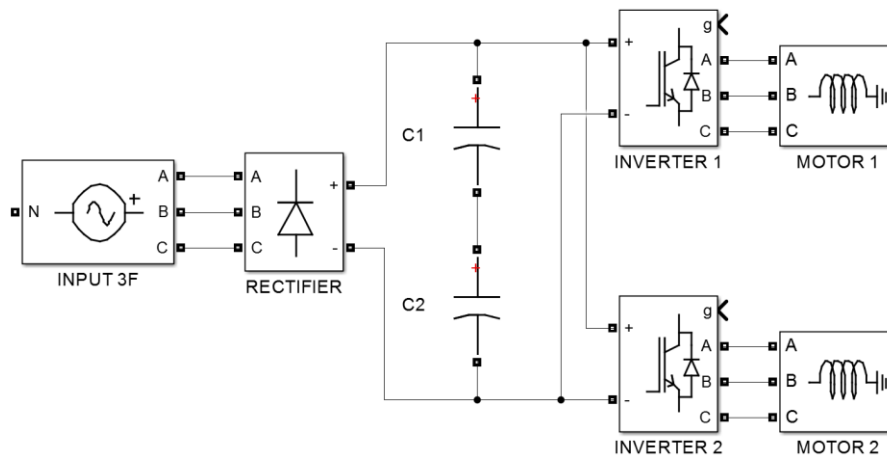 g
+
A
A
C1
B
B
-
C
C
INVERTER 1
MOTOR 1
A
A
+
N
+
B
B
C
C
-
INPUT 3F
RECTIFIER
+
C2
+
g
+
A
A
B
B
-
C
C
INVERTER 2
MOTOR 2